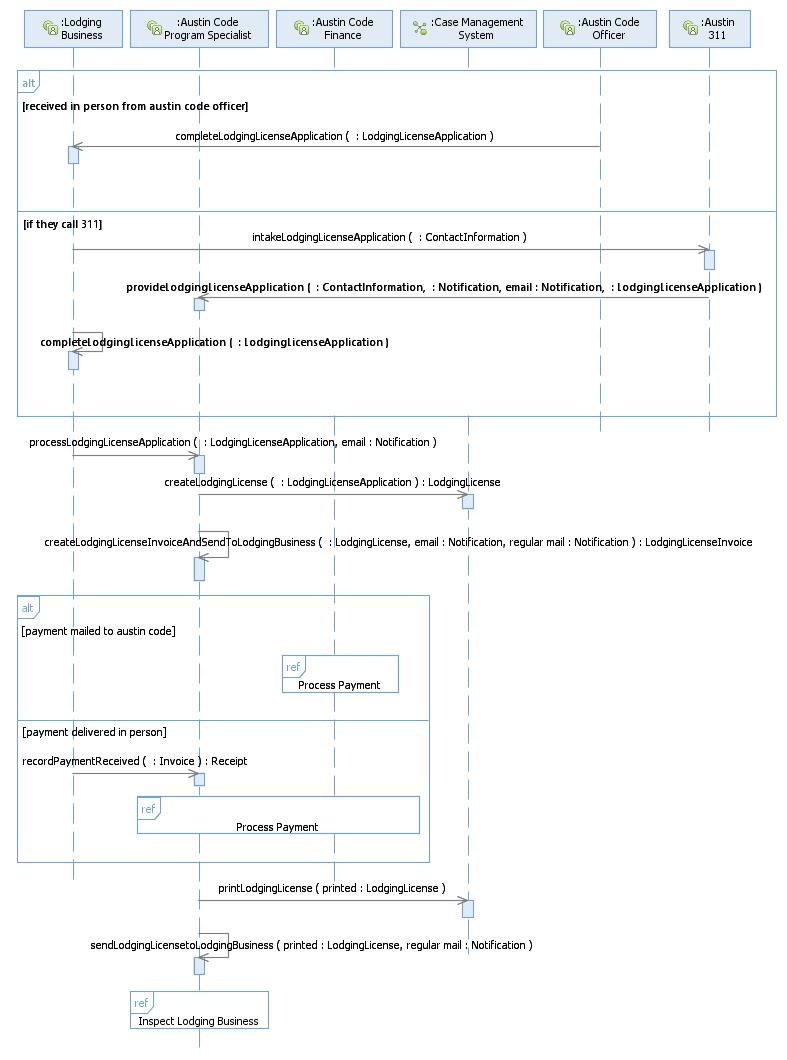 :Lodging
Business
:Austin Code
Program Specialist
:Austin Code
Finance
:Case Management
System
:Austin Code
Officer
:Austin
311
alt
[received in person from austin code officer]
completeLodgingLicenseApplication (  : LodgingLicenseApplication )
[if they call 311]
intakeLodgingLicenseApplication (  : ContactInformation )
provideLodgingLicenseApplication (  : ContactInformation,  : Notification, email : Notification,  : LodgingLicenseApplication )
completeLodgingLicenseApplication (  : LodgingLicenseApplication )
processLodgingLicenseApplication (  : LodgingLicenseApplication, email : Notification )
createLodgingLicense (  : LodgingLicenseApplication ) : LodgingLicense
createLodgingLicenseInvoiceAndSendToLodgingBusiness (  : LodgingLicense, email : Notification, regular mail : Notification ) : LodgingLicenseInvoice
alt
[payment mailed to austin code]
ref
Process Payment
[payment delivered in person]
recordPaymentReceived (  : Invoice ) : Receipt
ref
Process Payment
printLodgingLicense ( printed : LodgingLicense )
sendLodgingLicensetoLodgingBusiness ( printed : LodgingLicense, regular mail : Notification )
ref
Inspect Lodging Business